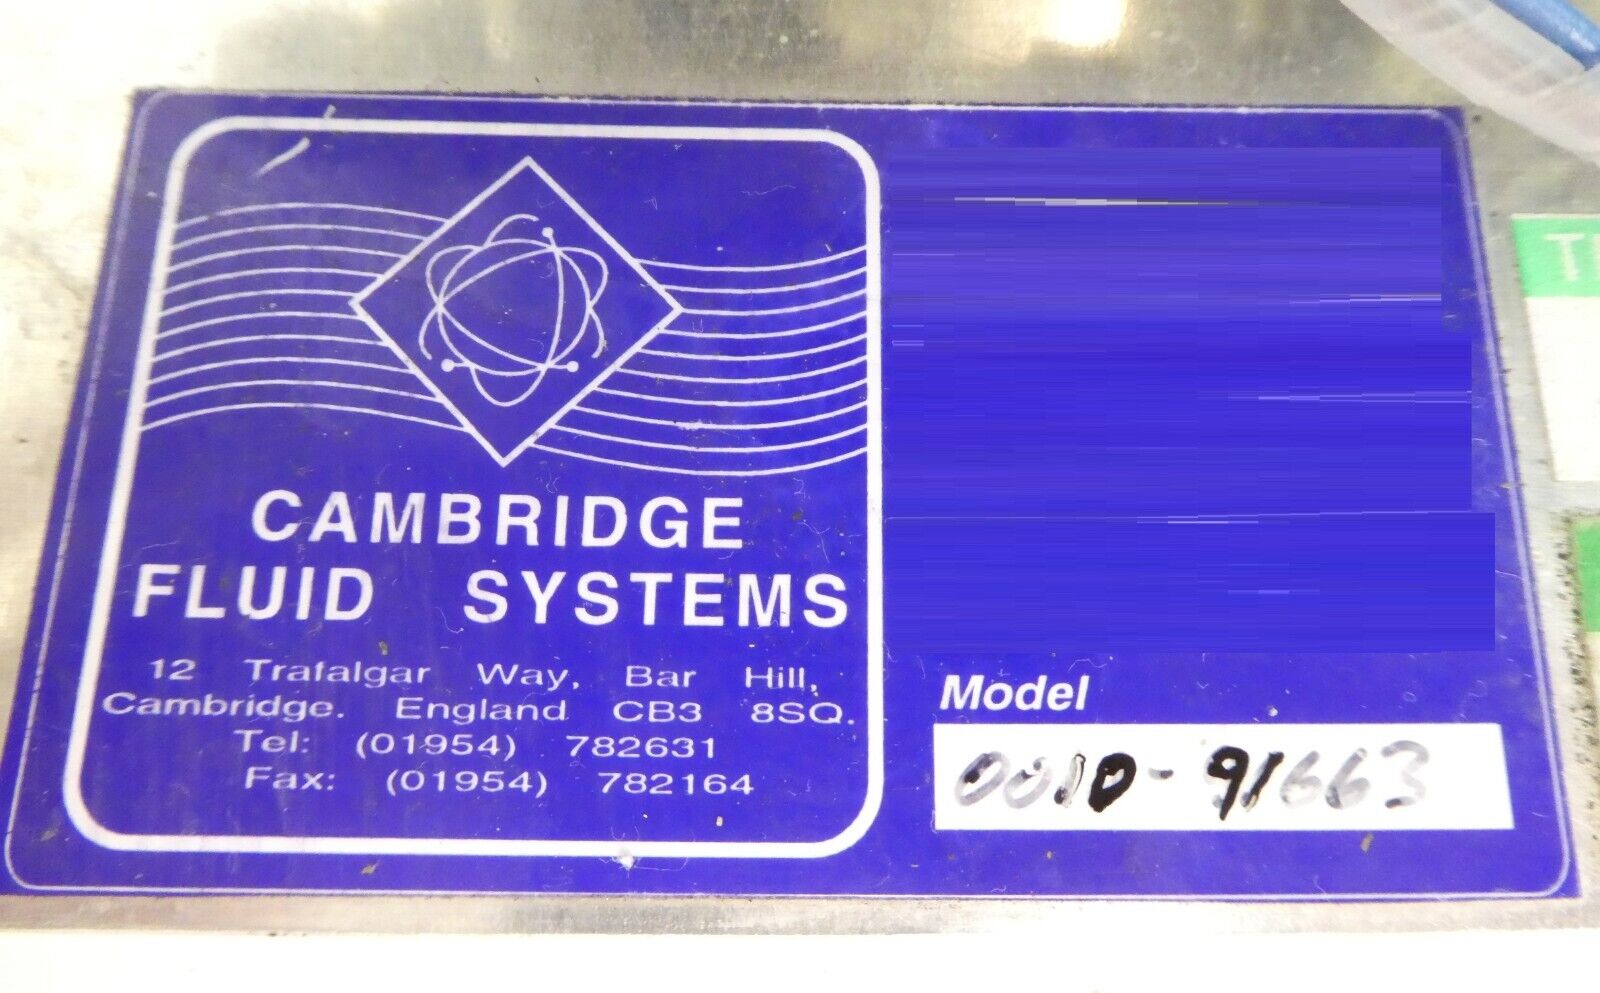 CAMBRIDGE
FLUID SYSTEMS
12 Trafalgar Way, Bar Hill,
Cambridge. England CB3 8SQ.
Tel: (01954) 782631
Fax: (01954) 782164
Model
0010-91663